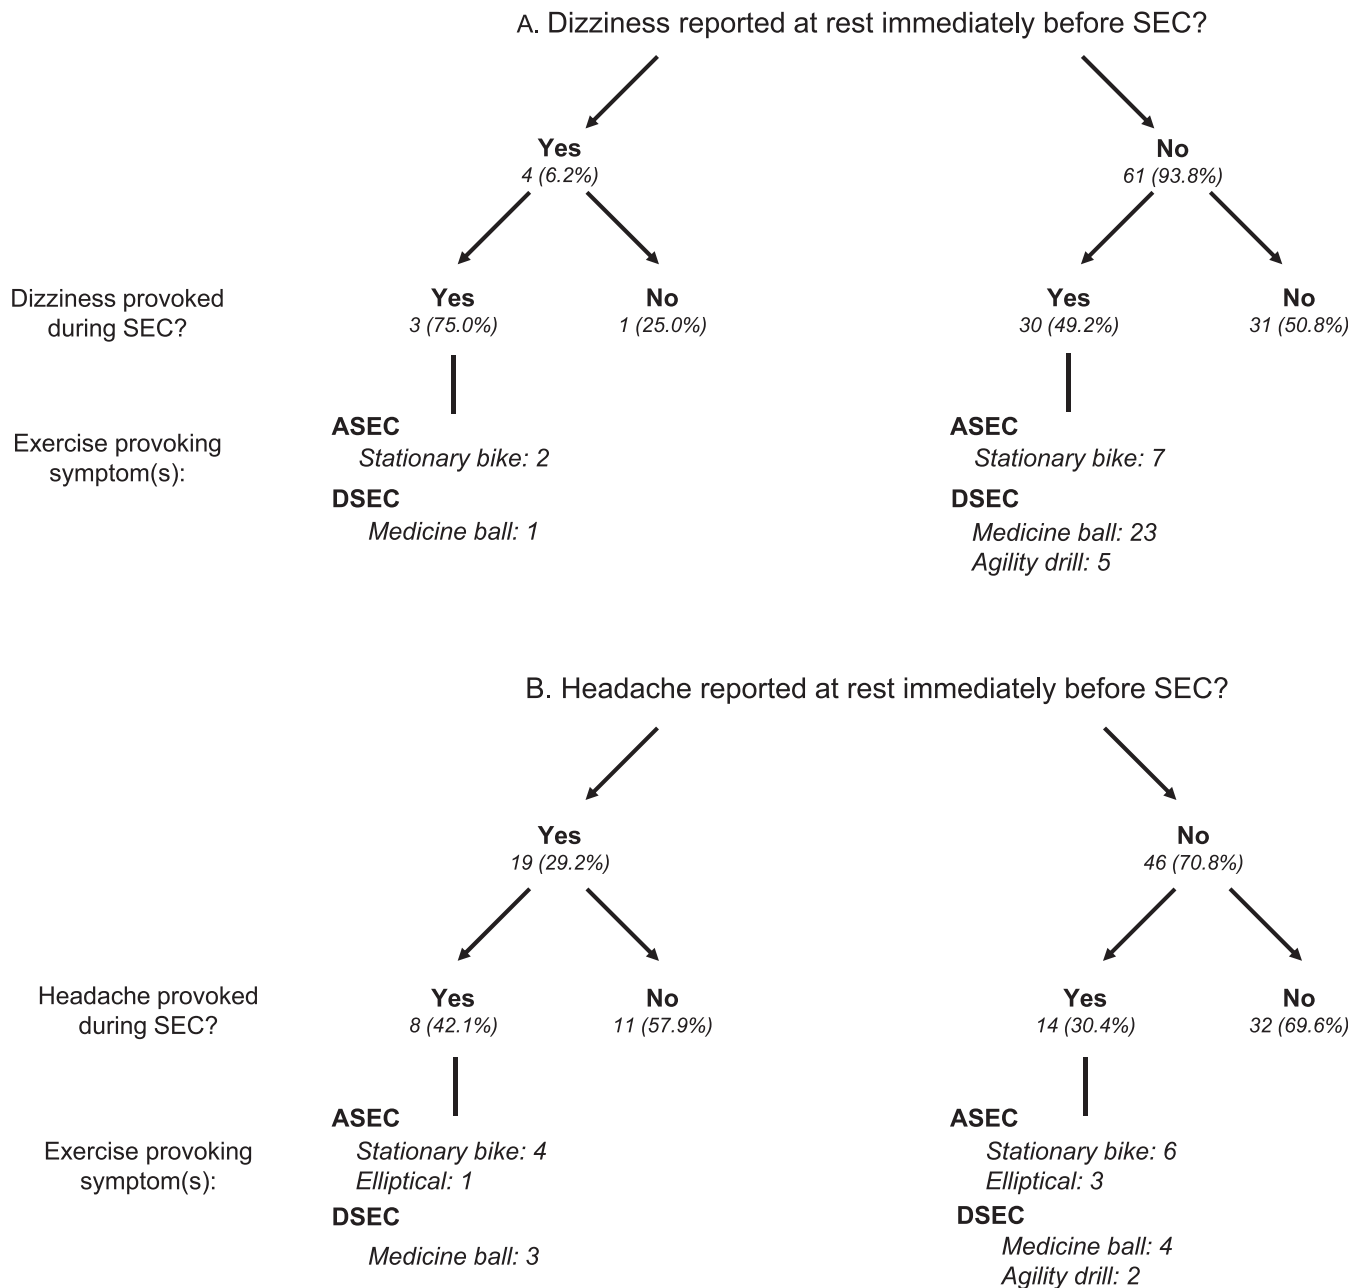 A. Dizziness reported at rest immediately before SEC?
Yes
4 (6.2%)
No
61 (93.8%)
Dizziness provoked
during SEC?
Yes
3 (75.0%)
No
1 (25.0%)
Yes
30 (49.2%)
No
31 (50.8%)
Exercise provoking
symptom(s):
ASEC
Stationary bike: 2
DSEC
Medicine ball: 1
ASEC
Stationary bike: 7
DSEC
Medicine ball: 23
Agility drill: 5
B. Headache reported at rest immediately before SEC?
Yes
19 (29.2%)
No
46 (70.8%)
Headache provoked
during SEC?
Yes
8 (42.1%)
No
11 (57.9%)
Yes
14 (30.4%)
No
32 (69.6%)
Exercise provoking
symptom(s):
ASEC
Stationary bike: 4
Elliptical: 1
DSEC
Medicine ball: 3
ASEC
Stationary bike: 6
Elliptical: 3
DSEC
Medicine ball: 4
Agility drill: 2